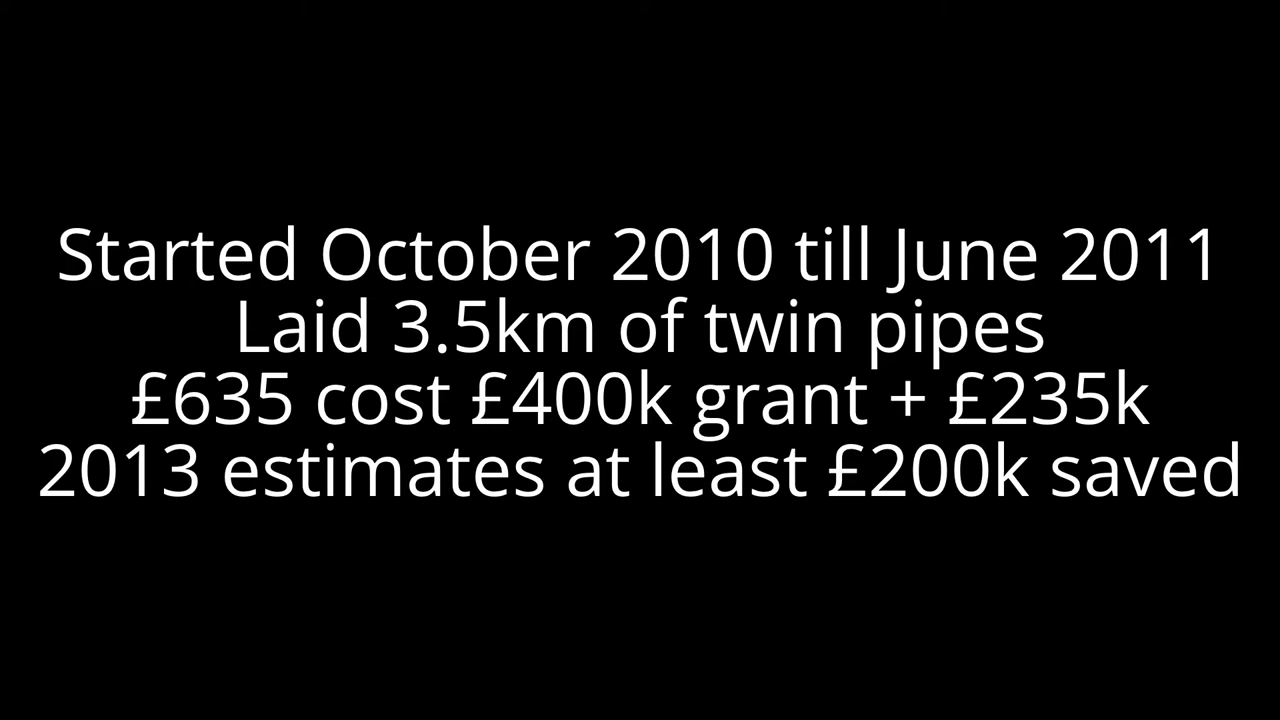 Started October 2010 till June 2011
Laid 3.5km of twin pipes
£635 cost £400k grant + £235k
2013 estimates at least £200k saved